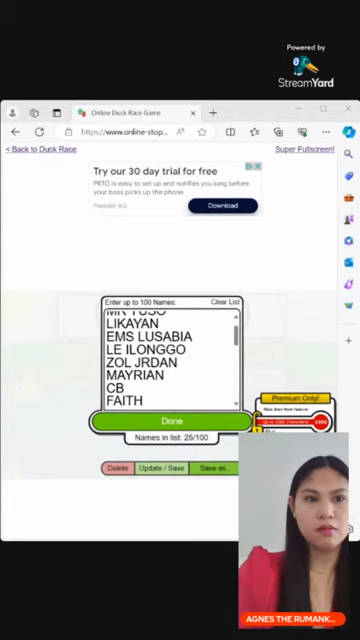 Powered by
StreamYard
Online Duck Race Game
https://www.online-stop...
< Back to Duck Race
Super Fullscreen!
Try our 30 day trial for free
PRTG is easy to set up and notifies you long before
your boss picks up the phone
Paessler AG
Download
Enter up to 100 Names:
Clear List
MR YUSO
LIKAYAN
EMS LUSABIA
LE ILONGGO
ZOL JRDAN
MAYRIAN
CB
FAITH
Done
Names in list: 25/100
Delete
Update / Save
Save as...
Premium Only!
1000
AGNES THE RUMANK...